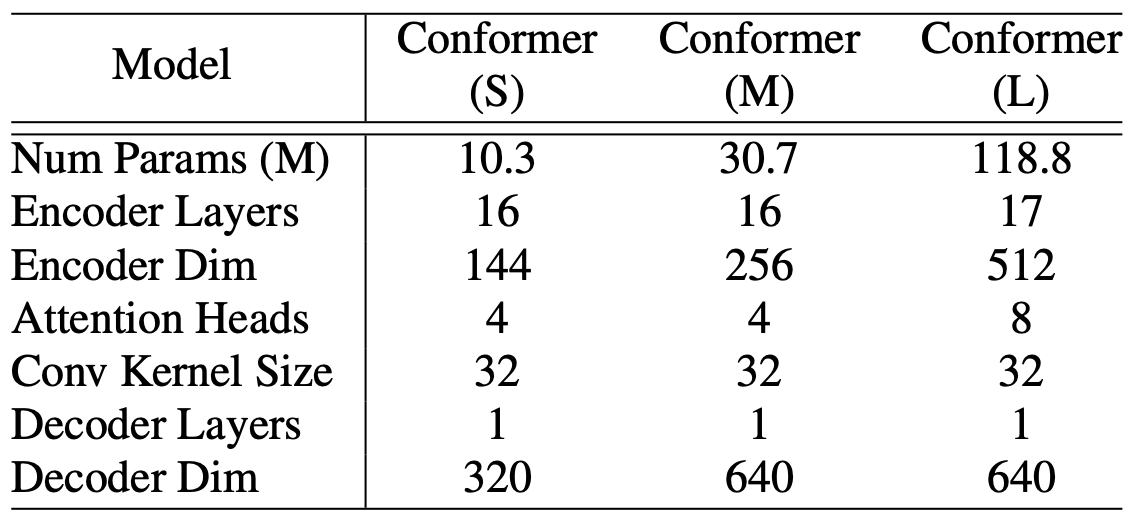 Model Conformer (S) Conformer (M) Conformer (L)
Num Params (M) 10.3 30.7 118.8
Encoder Layers 16 16 17
Encoder Dim 144 256 512
Attention Heads 4 4 8
Conv Kernel Size 32 32 32
Decoder Layers 1 1 1
Decoder Dim 320 640 640